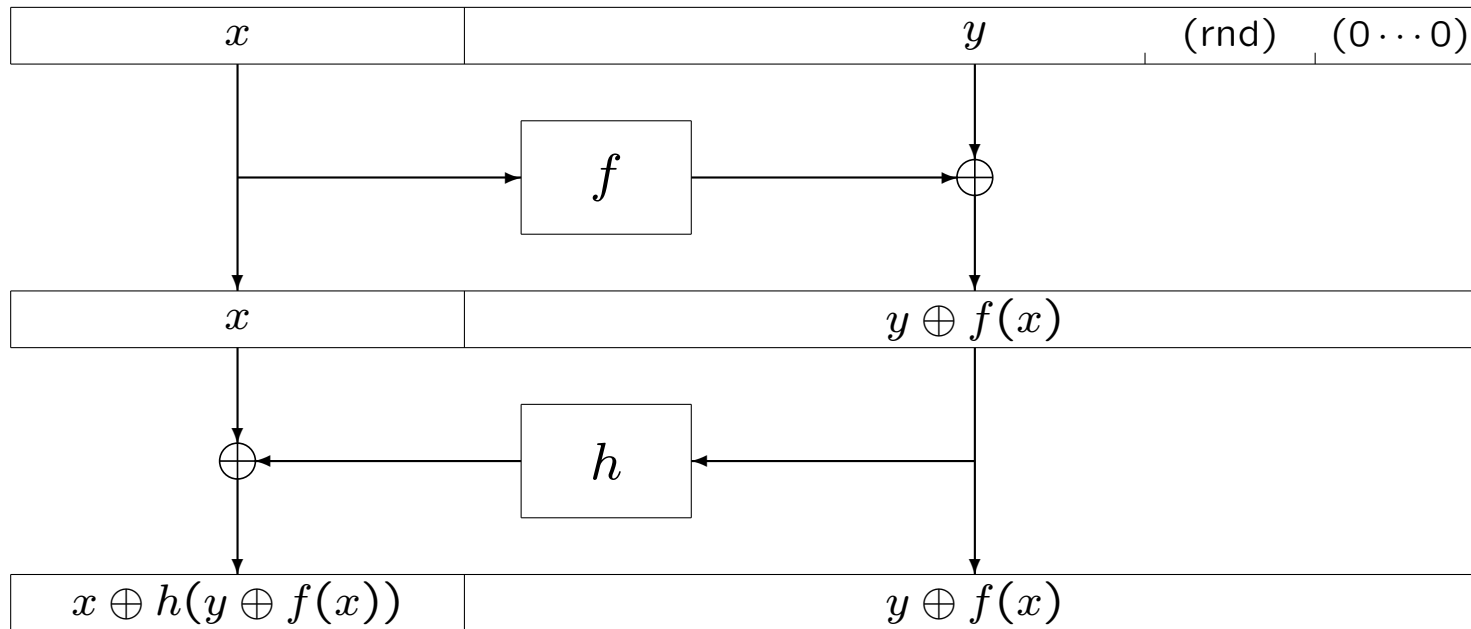 x y (rnd) (0⋯0)
f
x y ⊕ f(x)
h
x ⊕ h(y ⊕ f(x)) y ⊕ f(x)